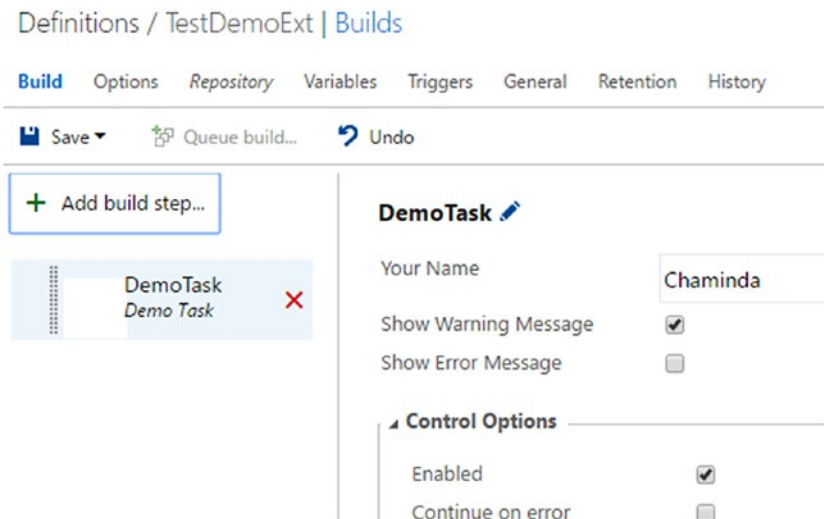 Definitions / TestDemoExt | Builds
Build Options Repository Variables Triggers General Retention History
Save Queue build... Undo
+ Add build step...
DemoTask
Demo Task
DemoTask
Your Name Chaminda
Show Warning Message
Show Error Message
Control Options
Enabled
Continue on error